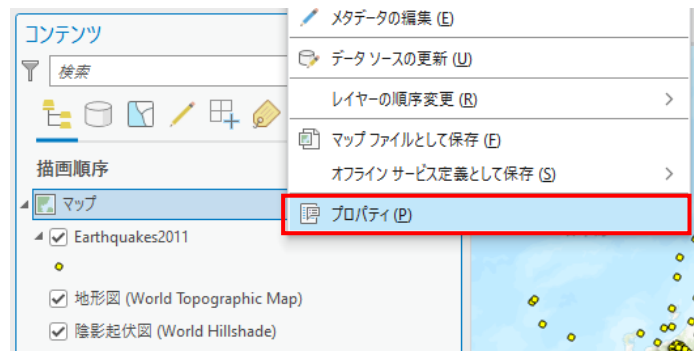 コンテンツ
検索
描画順序
マップ
Earthquakes2011
地形図 (World Topographic Map)
陰影起伏図 (World Hillshade)
メタデータの編集 (E)
データ ソースの更新 (U)
レイヤーの順序変更 (R)
マップ ファイルとして保存 (F)
オフライン サービス定義として保存 (S)
プロパティ (P)